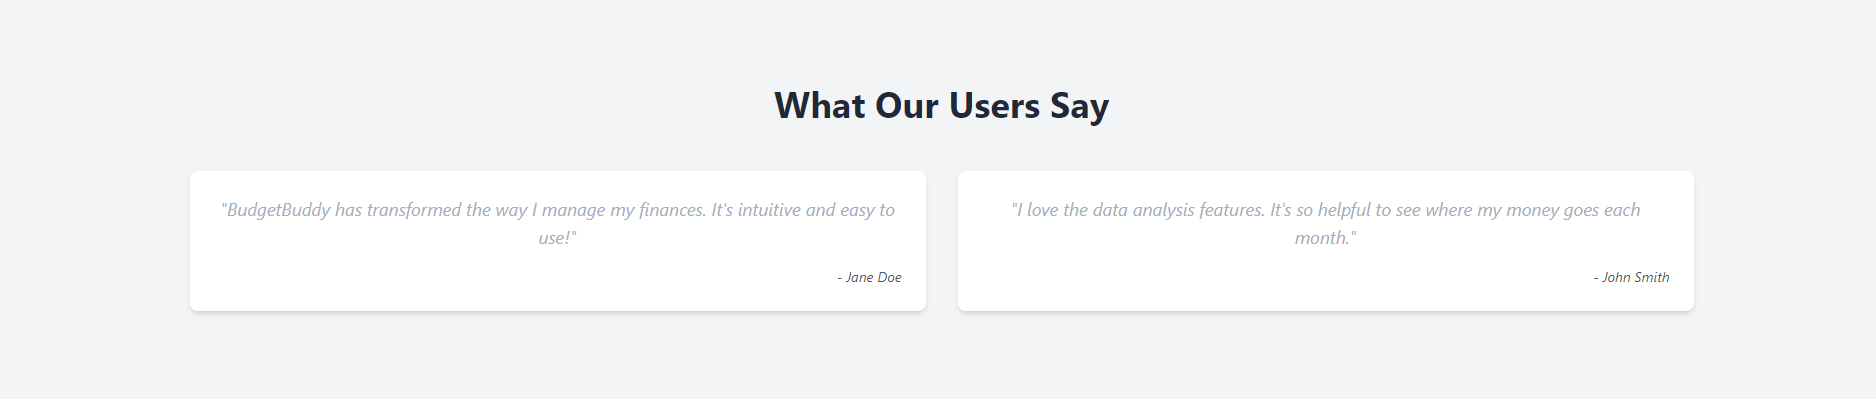 What Our Users Say
"BudgetBuddy has transformed the way I manage my finances. It's intuitive and easy to
use!"
- Jane Doe
"I love the data analysis features. It's so helpful to see where my money goes each
month."
- John Smith